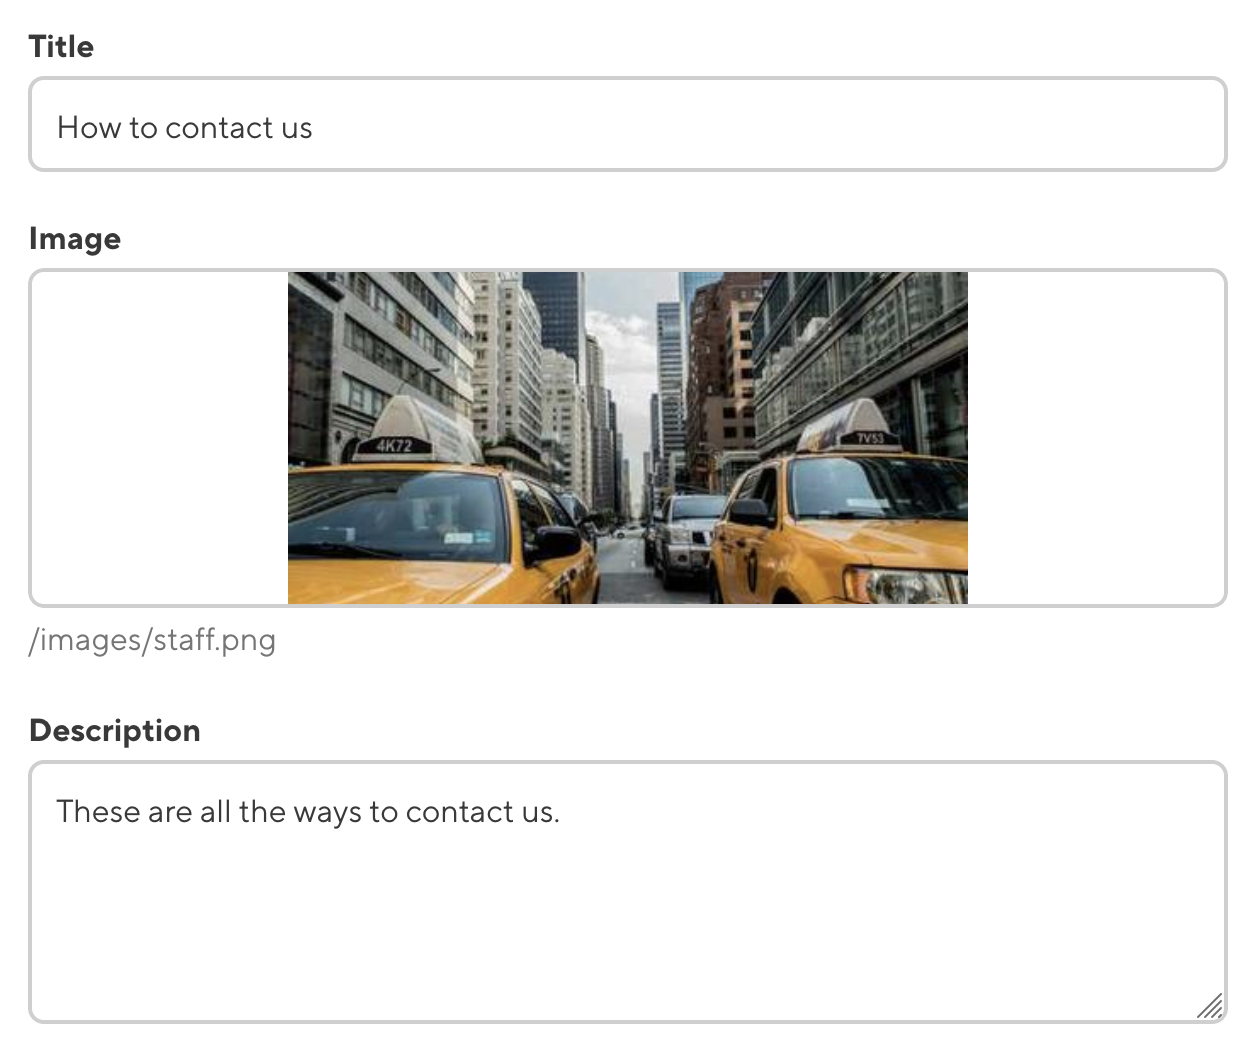 Title
How to contact us
Image
4K72
7V53
/images/staff.png
Description
These are all the ways to contact us.